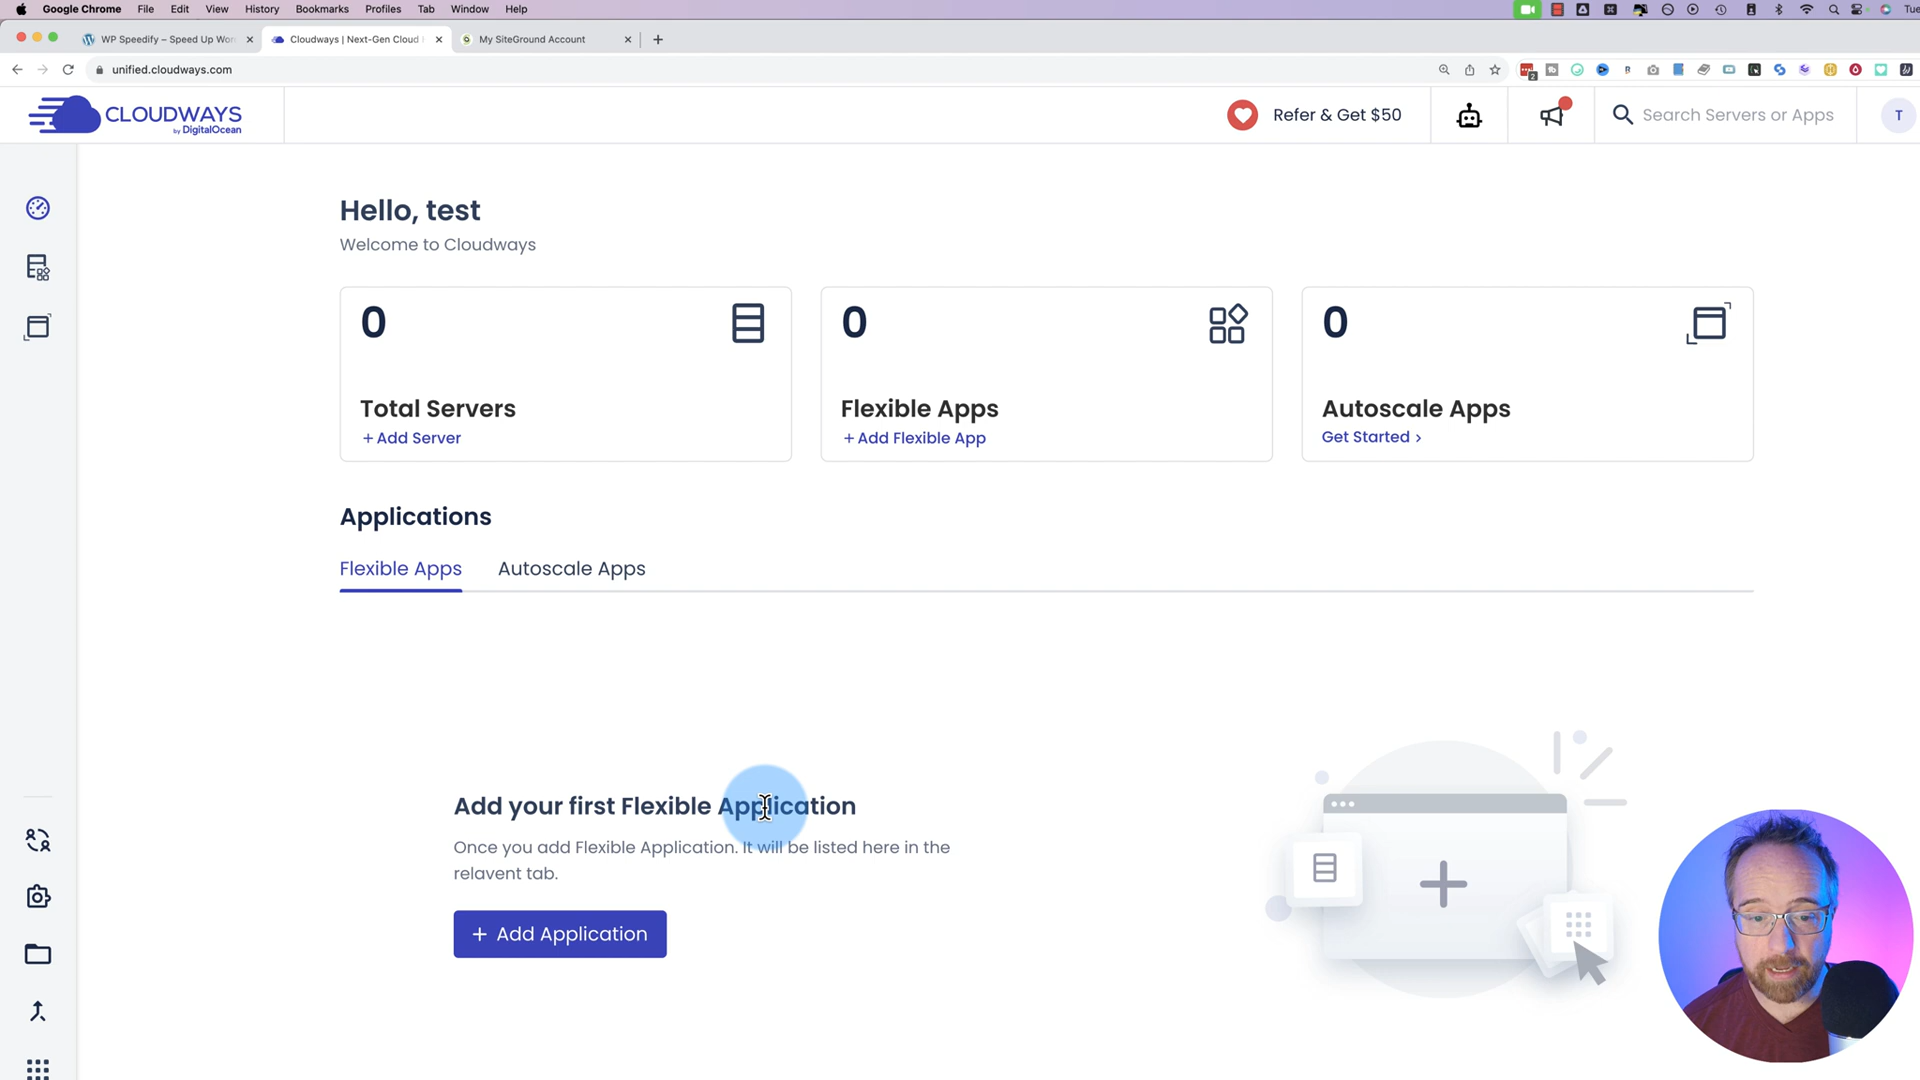 Google Chrome File Edit View History Bookmarks Profiles Tab Window Help Tue
WP Speedify – Speed Up Wor
Cloudways | Next-Gen Cloud
My SiteGround Account
unified.cloudways.com
2
CLOUDWAYS
by DigitalOcean
Refer & Get $50
Search Servers or Apps
T
Hello, test
Welcome to Cloudways
0
Total Servers
+ Add Server
0
Flexible Apps
+ Add Flexible App
0
Autoscale Apps
Get Started ›
Applications
Flexible Apps Autoscale Apps
Add your first Flexible Application
Once you add Flexible Application. It will be listed here in the
relavent tab.
+ Add Application